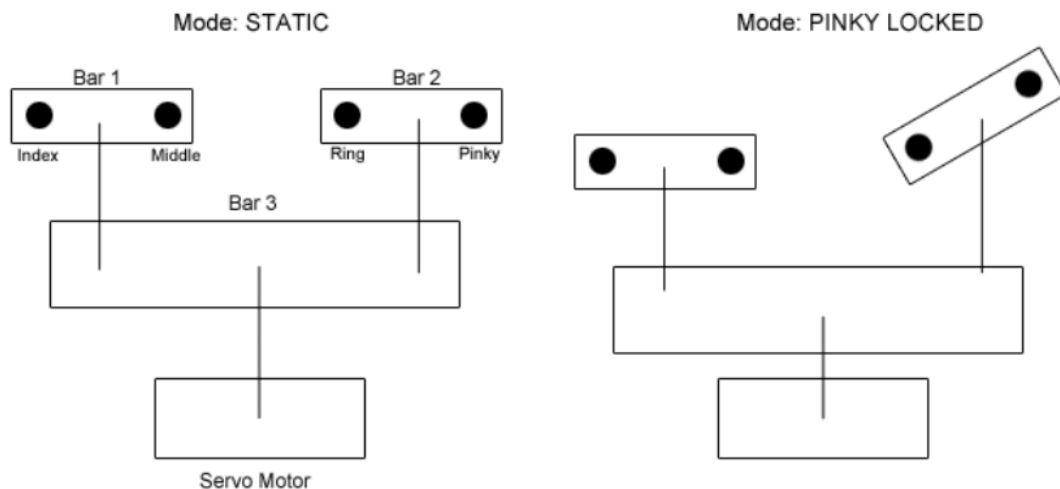 Mode: STATIC
Mode: PINKY LOCKED
Bar 1
Bar 2
Index
Middle
Ring
Pinky
Bar 3
Servo Motor